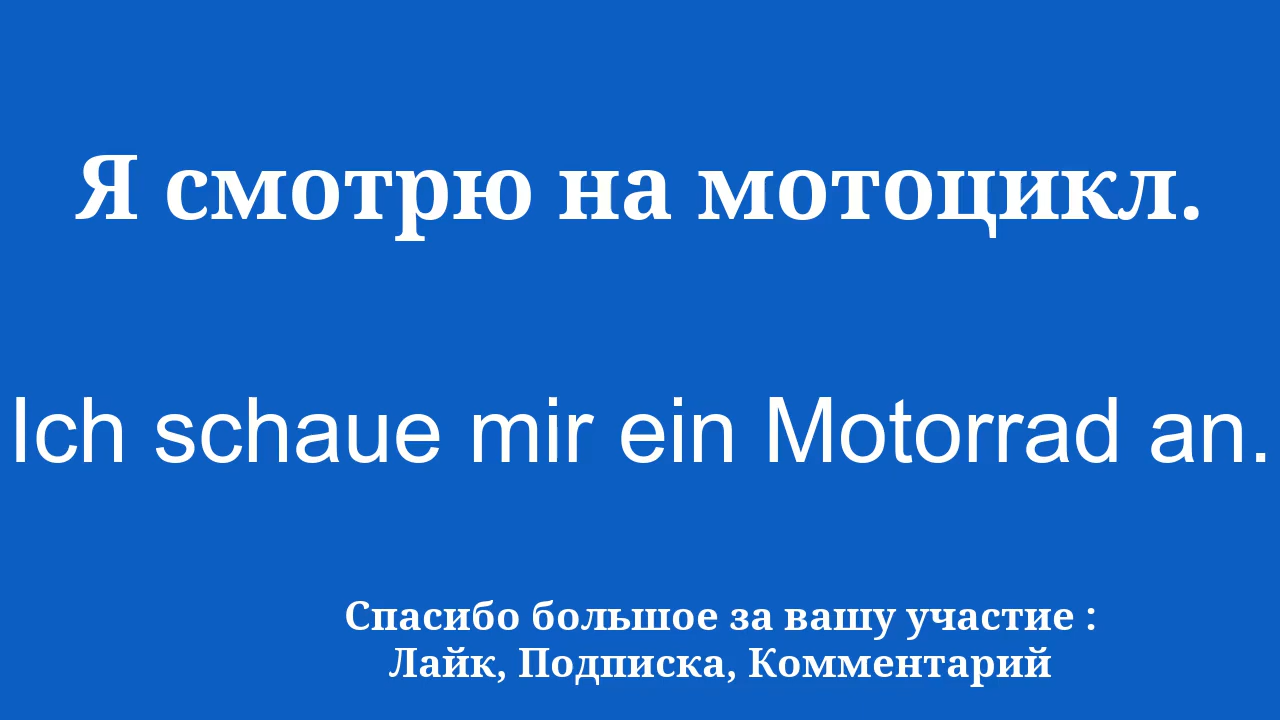 Я смотрю на мотоцикл.
Ich schaue mir ein Motorrad an.
Спасибо большое за вашу участие :
Лайк, Подписка, Комментарий